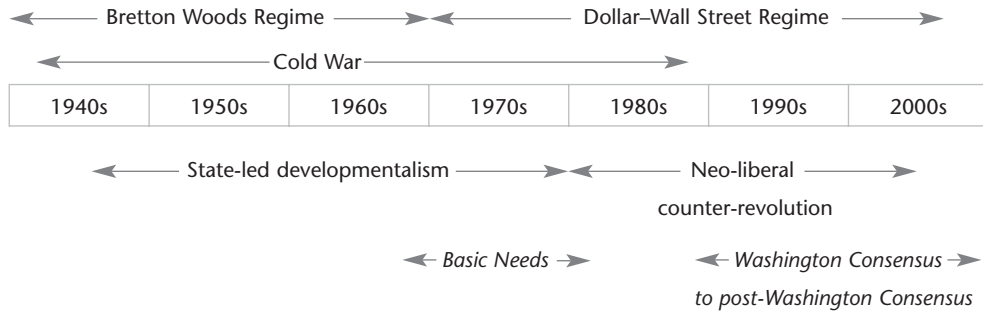 Bretton Woods Regime Dollar–Wall Street Regime
Cold War
1940s 1950s 1960s 1970s 1980s 1990s 2000s
State-led developmentalism Neo-liberal
counter-revolution
Basic Needs Washington Consensus
to post-Washington Consensus